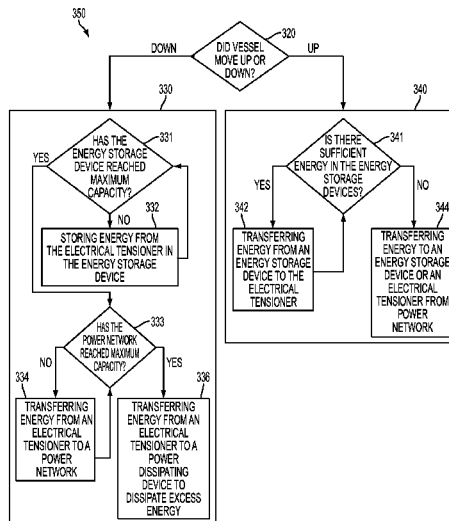 350
320
DID VESSEL
MOVE UP OR
DOWN?
DOWN
UP
330
331
HAS THE
ENERGY STORAGE
DEVICE REACHED
MAXIMUM
CAPACITY?
YES
NO
332
STORING ENERGY FROM
THE ELECTRICAL TENSIONER IN
THE ENERGY STORAGE
DEVICE
333
HAS THE
POWER NETWORK
REACHED MAXIMUM
CAPACITY?
NO
YES
334
TRANSFERRING
ENERGY FROM AN
ELECTRICAL
TENSIONER TO A
POWER
NETWORK
336
TRANSFERRING
ENERGY FROM AN
ELECTRICAL
TENSIONER TO A
POWER
DISSIPATING
DEVICE TO
DISSIPATE EXCESS
ENERGY
340
341
IS THERE
SUFFICIENT
ENERGY IN THE ENERGY
STORAGE
DEVICES?
YES
NO
342
TRANSFERRING
ENERGY FROM AN
ENERGY STORAGE
DEVICE TO THE
ELECTRICAL
TENSIONER
344
TRANSFERRING
ENERGY TO AN
ENERGY STORAGE
DEVICE OR AN
ELECTRICAL
TENSIONER FROM
POWER
NETWORK